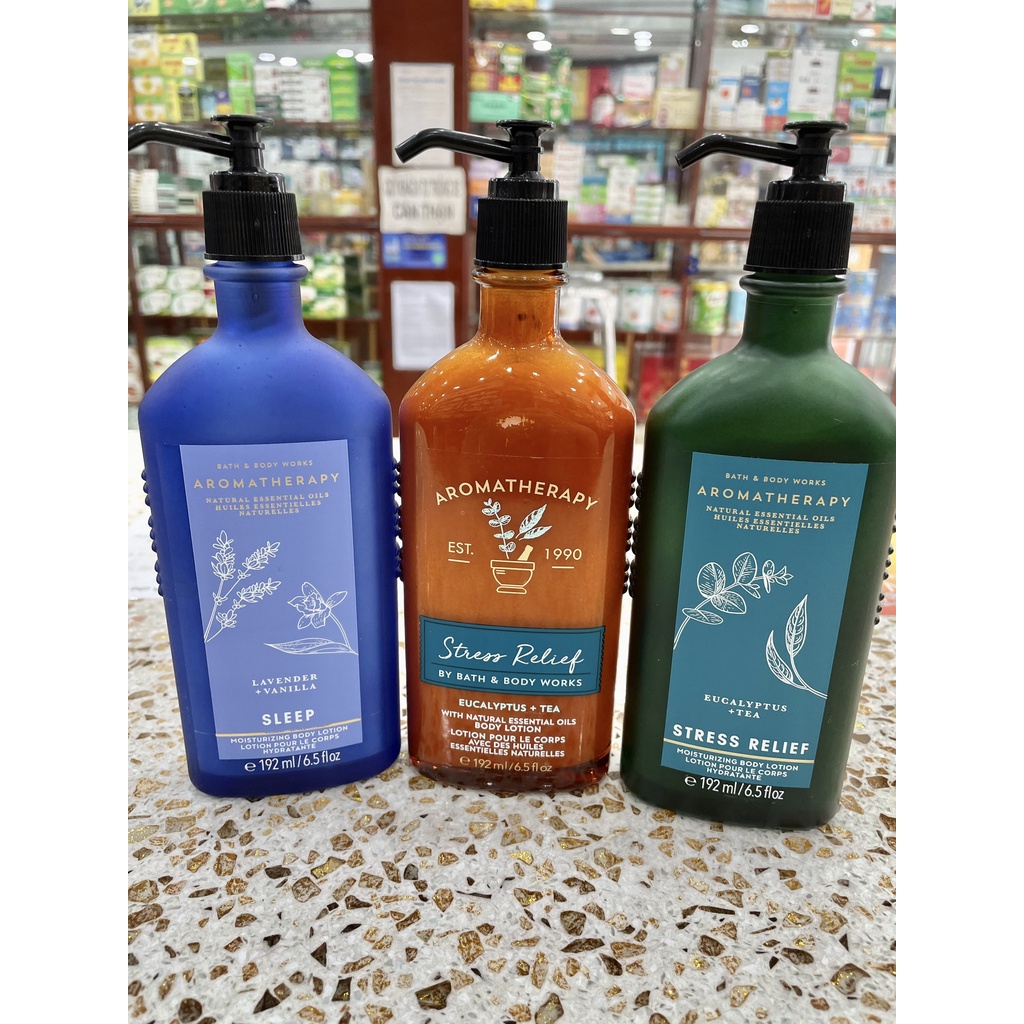 BATH & BODY WORKS
AROMATHERAPY
NATURAL ESSENTIAL OILS
HUILES ESSENTIELLES
NATURELLES
LAVENDER
+ VANILLA
SLEEP
MOISTURIZING BODY LOTION
LOTION POUR LE CORPS
HYDRATANTE
℮ 192 ml / 6.5 fl oz
AROMATHERAPY
EST. 1990
Stress Relief
BY BATH & BODY WORKS
EUCALYPTUS + TEA
WITH NATURAL ESSENTIAL OILS
BODY LOTION
LOTION POUR LE CORPS
AVEC DES HUILES
ESSENTIELLES NATURELLES
℮ 192 ml / 6.5 fl oz
BATH & BODY WORKS
AROMATHERAPY
NATURAL ESSENTIAL OILS
HUILES ESSENTIELLES
NATURELLES
EUCALYPTUS
+ TEA
STRESS RELIEF
MOISTURIZING BODY LOTION
LOTION POUR LE CORPS
HYDRATANTE
℮ 192 ml / 6.5 fl oz